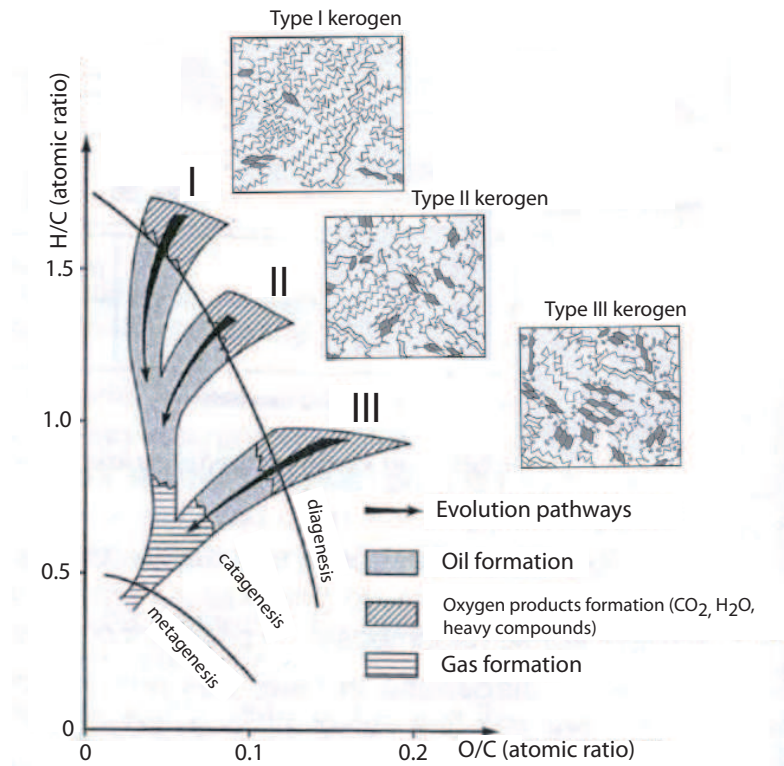 Type I kerogen
H/C (atomic ratio)
I
Type II kerogen
1.5
II
Type III kerogen
1.0
III
diagenesis
Evolution pathways
Oil formation
catagenesis
0.5
Oxygen products formation (CO2, H2O,
heavy compounds)
metagenesis
Gas formation
0
0
0.1
0.2
O/C (atomic ratio)